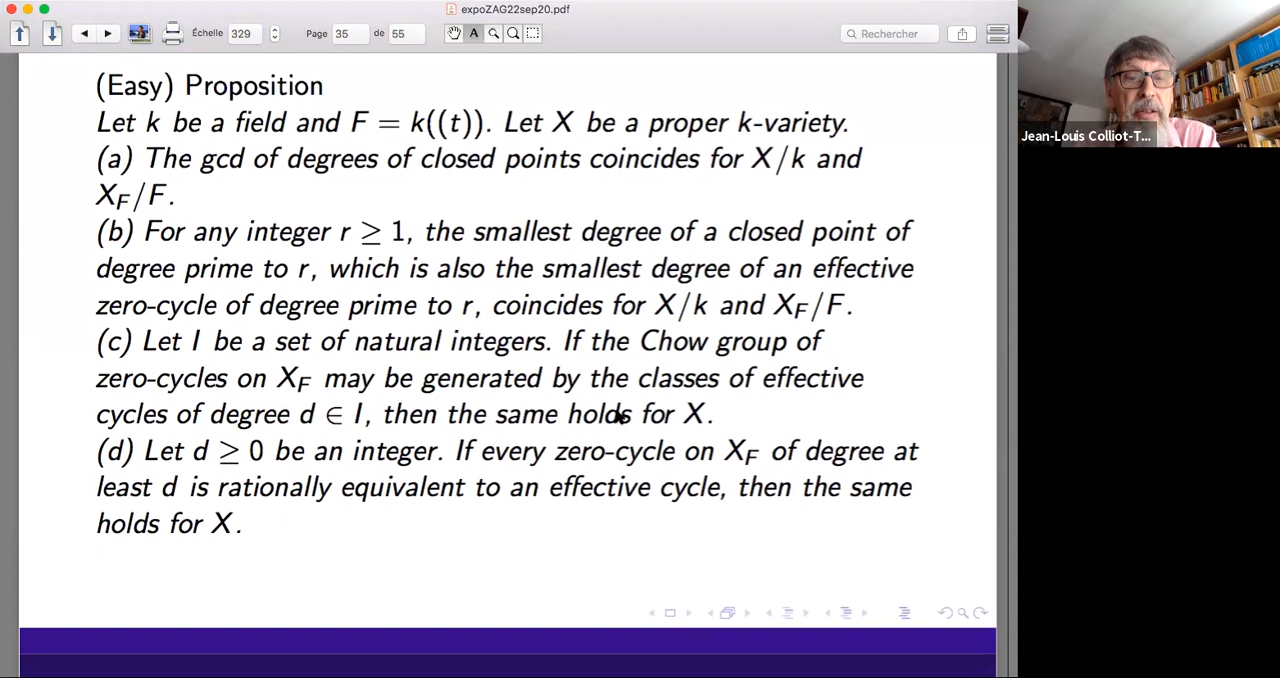 expoZAG22sep20.pdf
Échelle 329 Page 35 de 55 Rechercher
(Easy) Proposition
Let k be a field and F = k((t)). Let X be a proper k-variety.
(a) The gcd of degrees of closed points coincides for X/k and
X_F/F.
(b) For any integer r ≥ 1, the smallest degree of a closed point of
degree prime to r, which is also the smallest degree of an effective
zero-cycle of degree prime to r, coincides for X/k and X_F/F.
(c) Let I be a set of natural integers. If the Chow group of
zero-cycles on X_F may be generated by the classes of effective
cycles of degree d ∈ I, then the same holds for X.
(d) Let d ≥ 0 be an integer. If every zero-cycle on X_F of degree at
least d is rationally equivalent to an effective cycle, then the same
holds for X.
Jean-Louis Colliot-T...